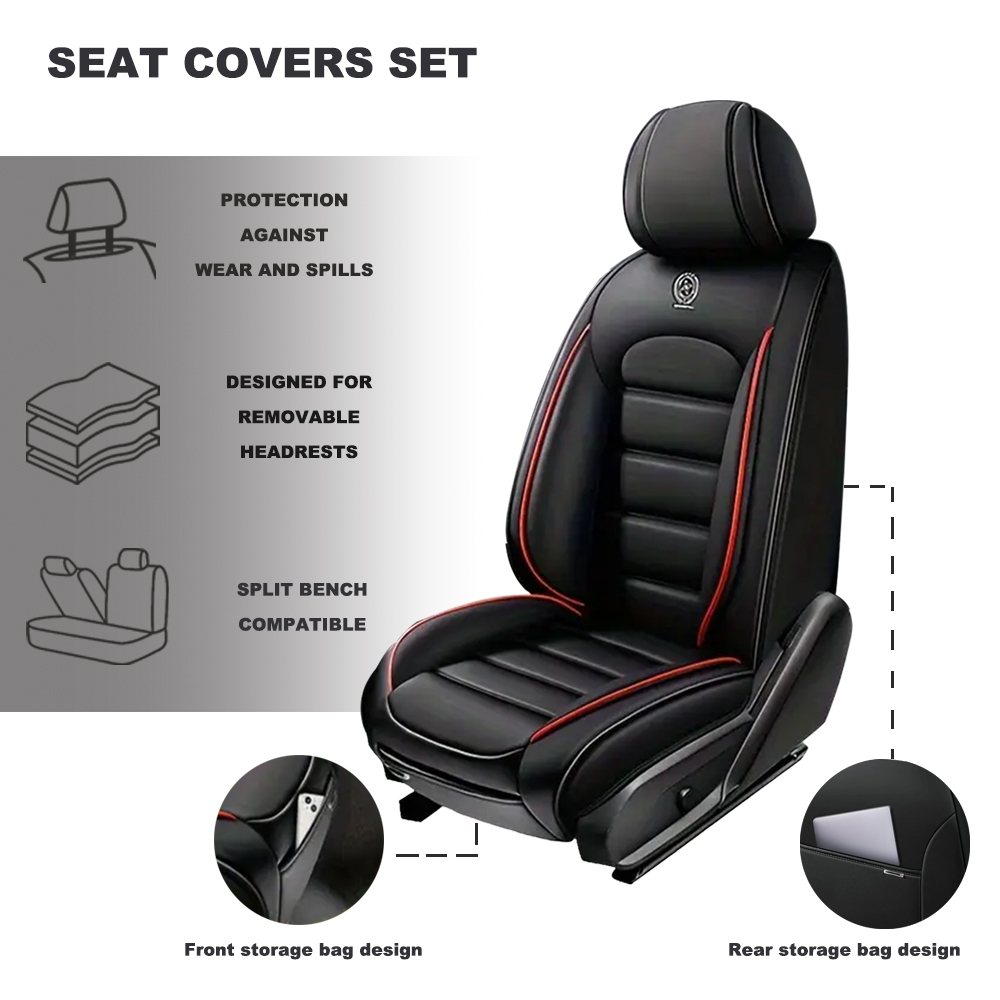 SEAT COVERS SET
PROTECTION
AGAINST
WEAR AND SPILLS
DESIGNED FOR
REMOVABLE
HEADRESTS
SPLIT BENCH
COMPATIBLE
Front storage bag design
Rear storage bag design